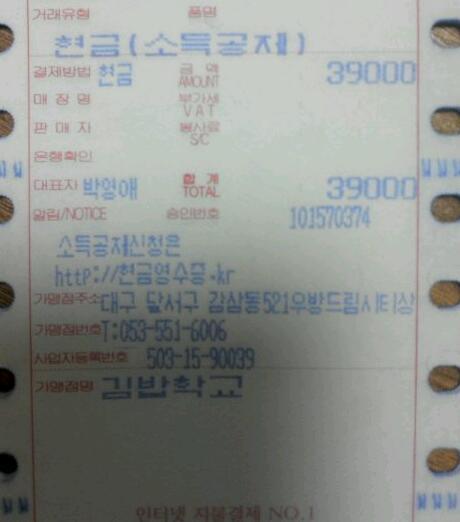 거래유형 품명
현금(소득공제)
결제방법 현금 금액 AMOUNT 39000
매장명 부가세 VAT
판매자 봉사료 S/C
은행확인
대표자 박영애 합계 TOTAL 39000
알림/NOTICE 승인번호 101570374
소득공제신청은
http://현금영수증.kr
가맹점주소 대구 달서구 감삼동521우방드림시티상
가맹점번호 T:053-551-6006
사업자등록번호 503-15-90039
가맹점명 김밥학교
인터넷 지불결제 NO.1